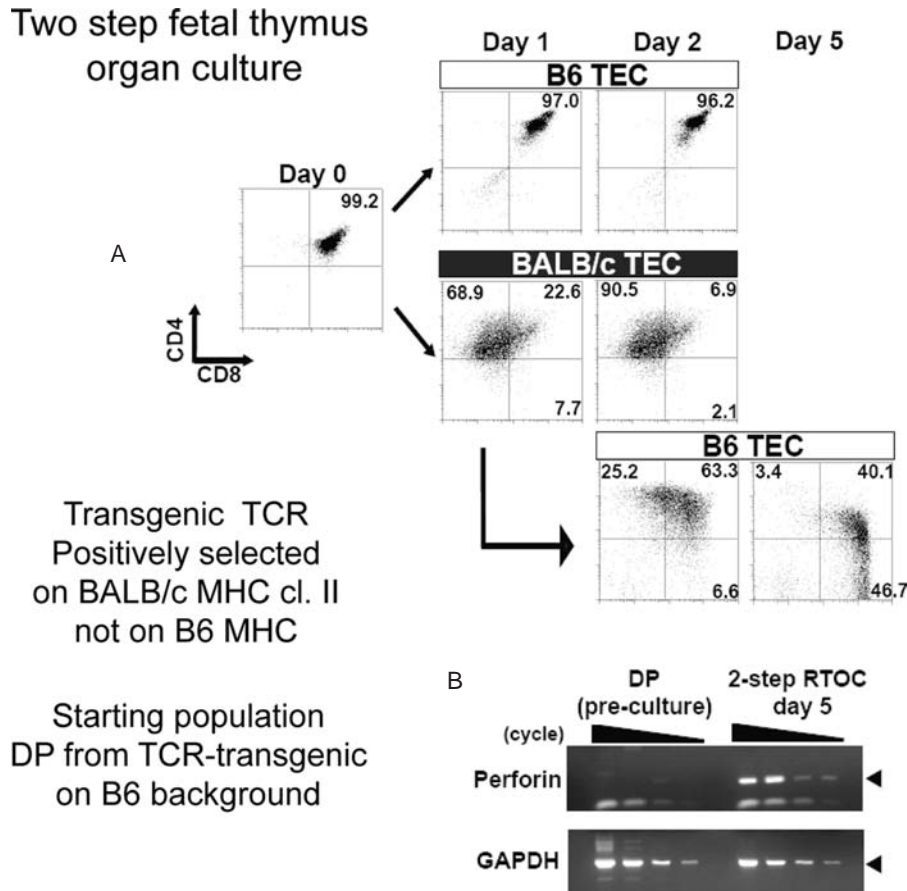 Two step fetal thymus
organ culture
Day 1
Day 2
Day 5
B6 TEC
97.0
96.2
Day 0
99.2
A
CD4
CD8
BALB/c TEC
68.9
22.6
7.7
90.5
6.9
2.1
B6 TEC
25.2
63.3
6.6
3.4
40.1
46.7
Transgenic TCR
Positively selected
on BALB/c MHC cl. II
not on B6 MHC
Starting population
DP from TCR-transgenic
on B6 background
B
DP
(pre-culture)
2-step RTOC
day 5
(cycle)
Perforin
GAPDH